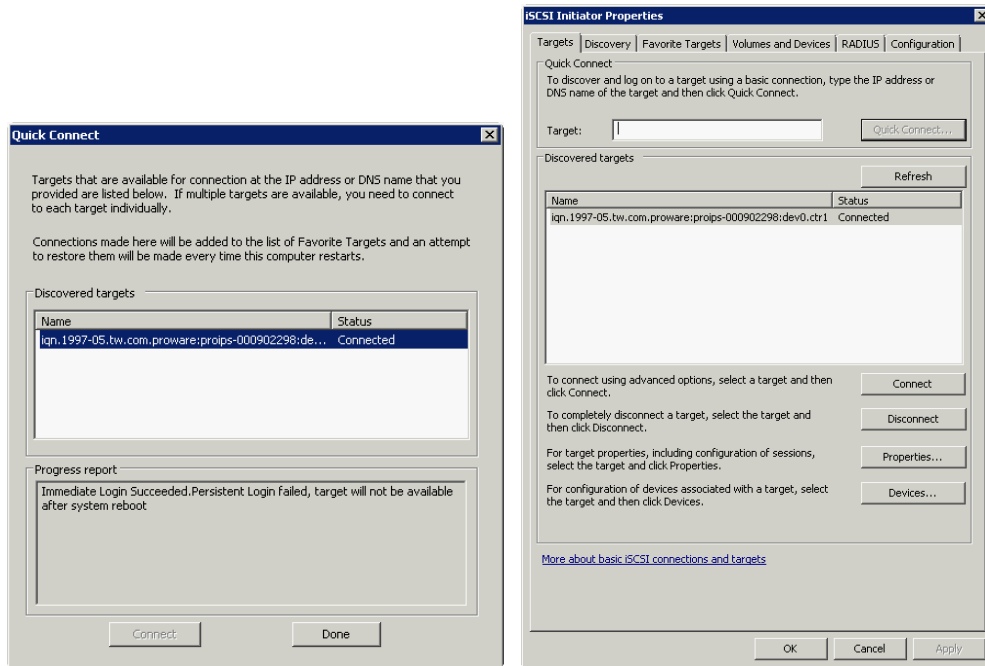 Quick Connect
Targets that are available for connection at the IP address or DNS name that you
provided are listed below. If multiple targets are available, you need to connect
to each target individually.
Connections made here will be added to the list of Favorite Targets and an attempt
to restore them will be made every time this computer restarts.
Discovered targets
Name Status
iqn.1997-05.tw.com.proware:proips-000902298:de... Connected
Progress report
Immediate Login Succeeded.Persistent Login failed, target will not be available
after system reboot
Connect Done
iSCSI Initiator Properties
Targets Discovery Favorite Targets Volumes and Devices RADIUS Configuration
Quick Connect
To discover and log on to a target using a basic connection, type the IP address or
DNS name of the target and then click Quick Connect.
Target: Quick Connect...
Discovered targets
Refresh
Name Status
iqn.1997-05.tw.com.proware:proips-000902298:dev0.ctr1 Connected
To connect using advanced options, select a target and then
click Connect.
Connect
To completely disconnect a target, select the target and
then click Disconnect.
Disconnect
For target properties, including configuration of sessions,
select the target and click Properties.
Properties...
For configuration of devices associated with a target, select
the target and then click Devices.
Devices...
More about basic iSCSI connections and targets
OK Cancel Apply